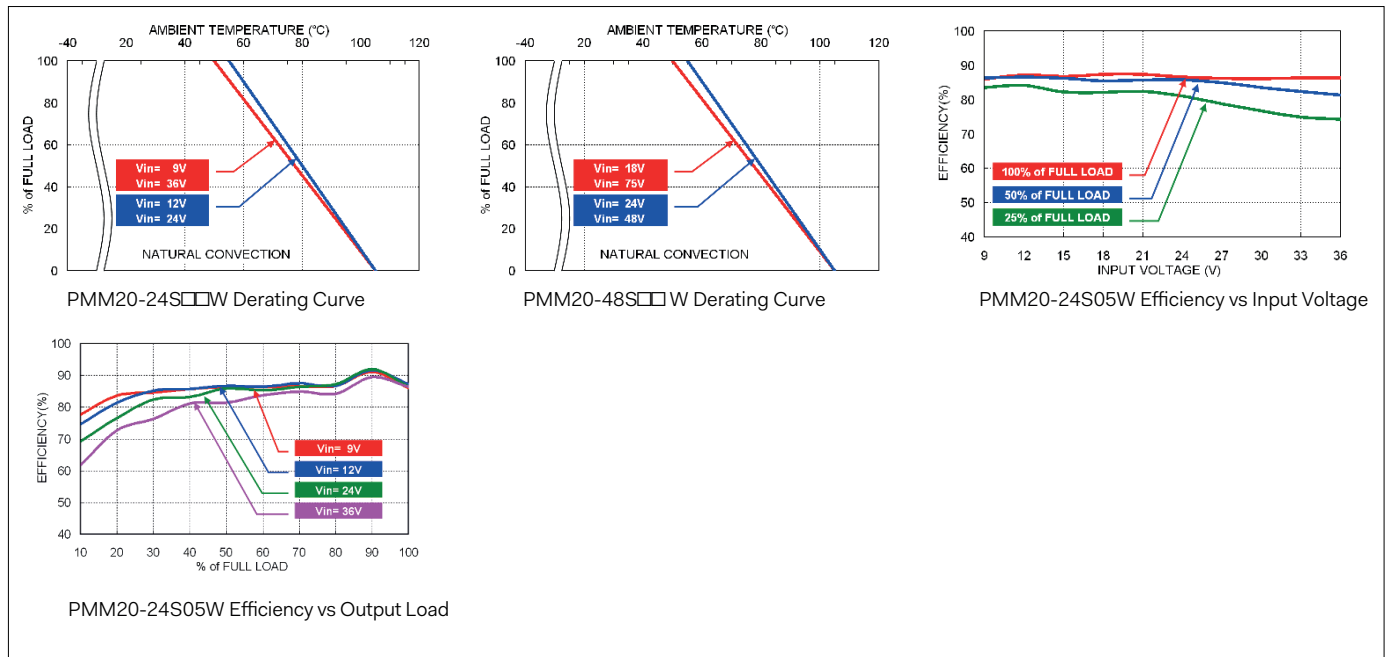 AMBIENT TEMPERATURE (°C)
-40 20 40 60 80 100 120
% of FULL LOAD
100
80
60
40
20
0
Vin= 9V
Vin= 36V
Vin= 12V
Vin= 24V
NATURAL CONVECTION
PMM20-24S□□W Derating Curve
AMBIENT TEMPERATURE (°C)
-40 20 40 60 80 100 120
% of FULL LOAD
100
80
60
40
20
0
Vin= 18V
Vin= 75V
Vin= 24V
Vin= 48V
NATURAL CONVECTION
PMM20-48S□□ W Derating Curve
EFFICIENCY(%)
100
90
80
70
60
50
40
100% of FULL LOAD
50% of FULL LOAD
25% of FULL LOAD
9 12 15 18 21 24 27 30 33 36
INPUT VOLTAGE (V)
PMM20-24S05W Efficiency vs Input Voltage
EFFICIENCY(%)
100
90
80
70
60
50
40
Vin= 9V
Vin= 12V
Vin= 24V
Vin= 36V
10 20 30 40 50 60 70 80 90 100
% of FULL LOAD
PMM20-24S05W Efficiency vs Output Load